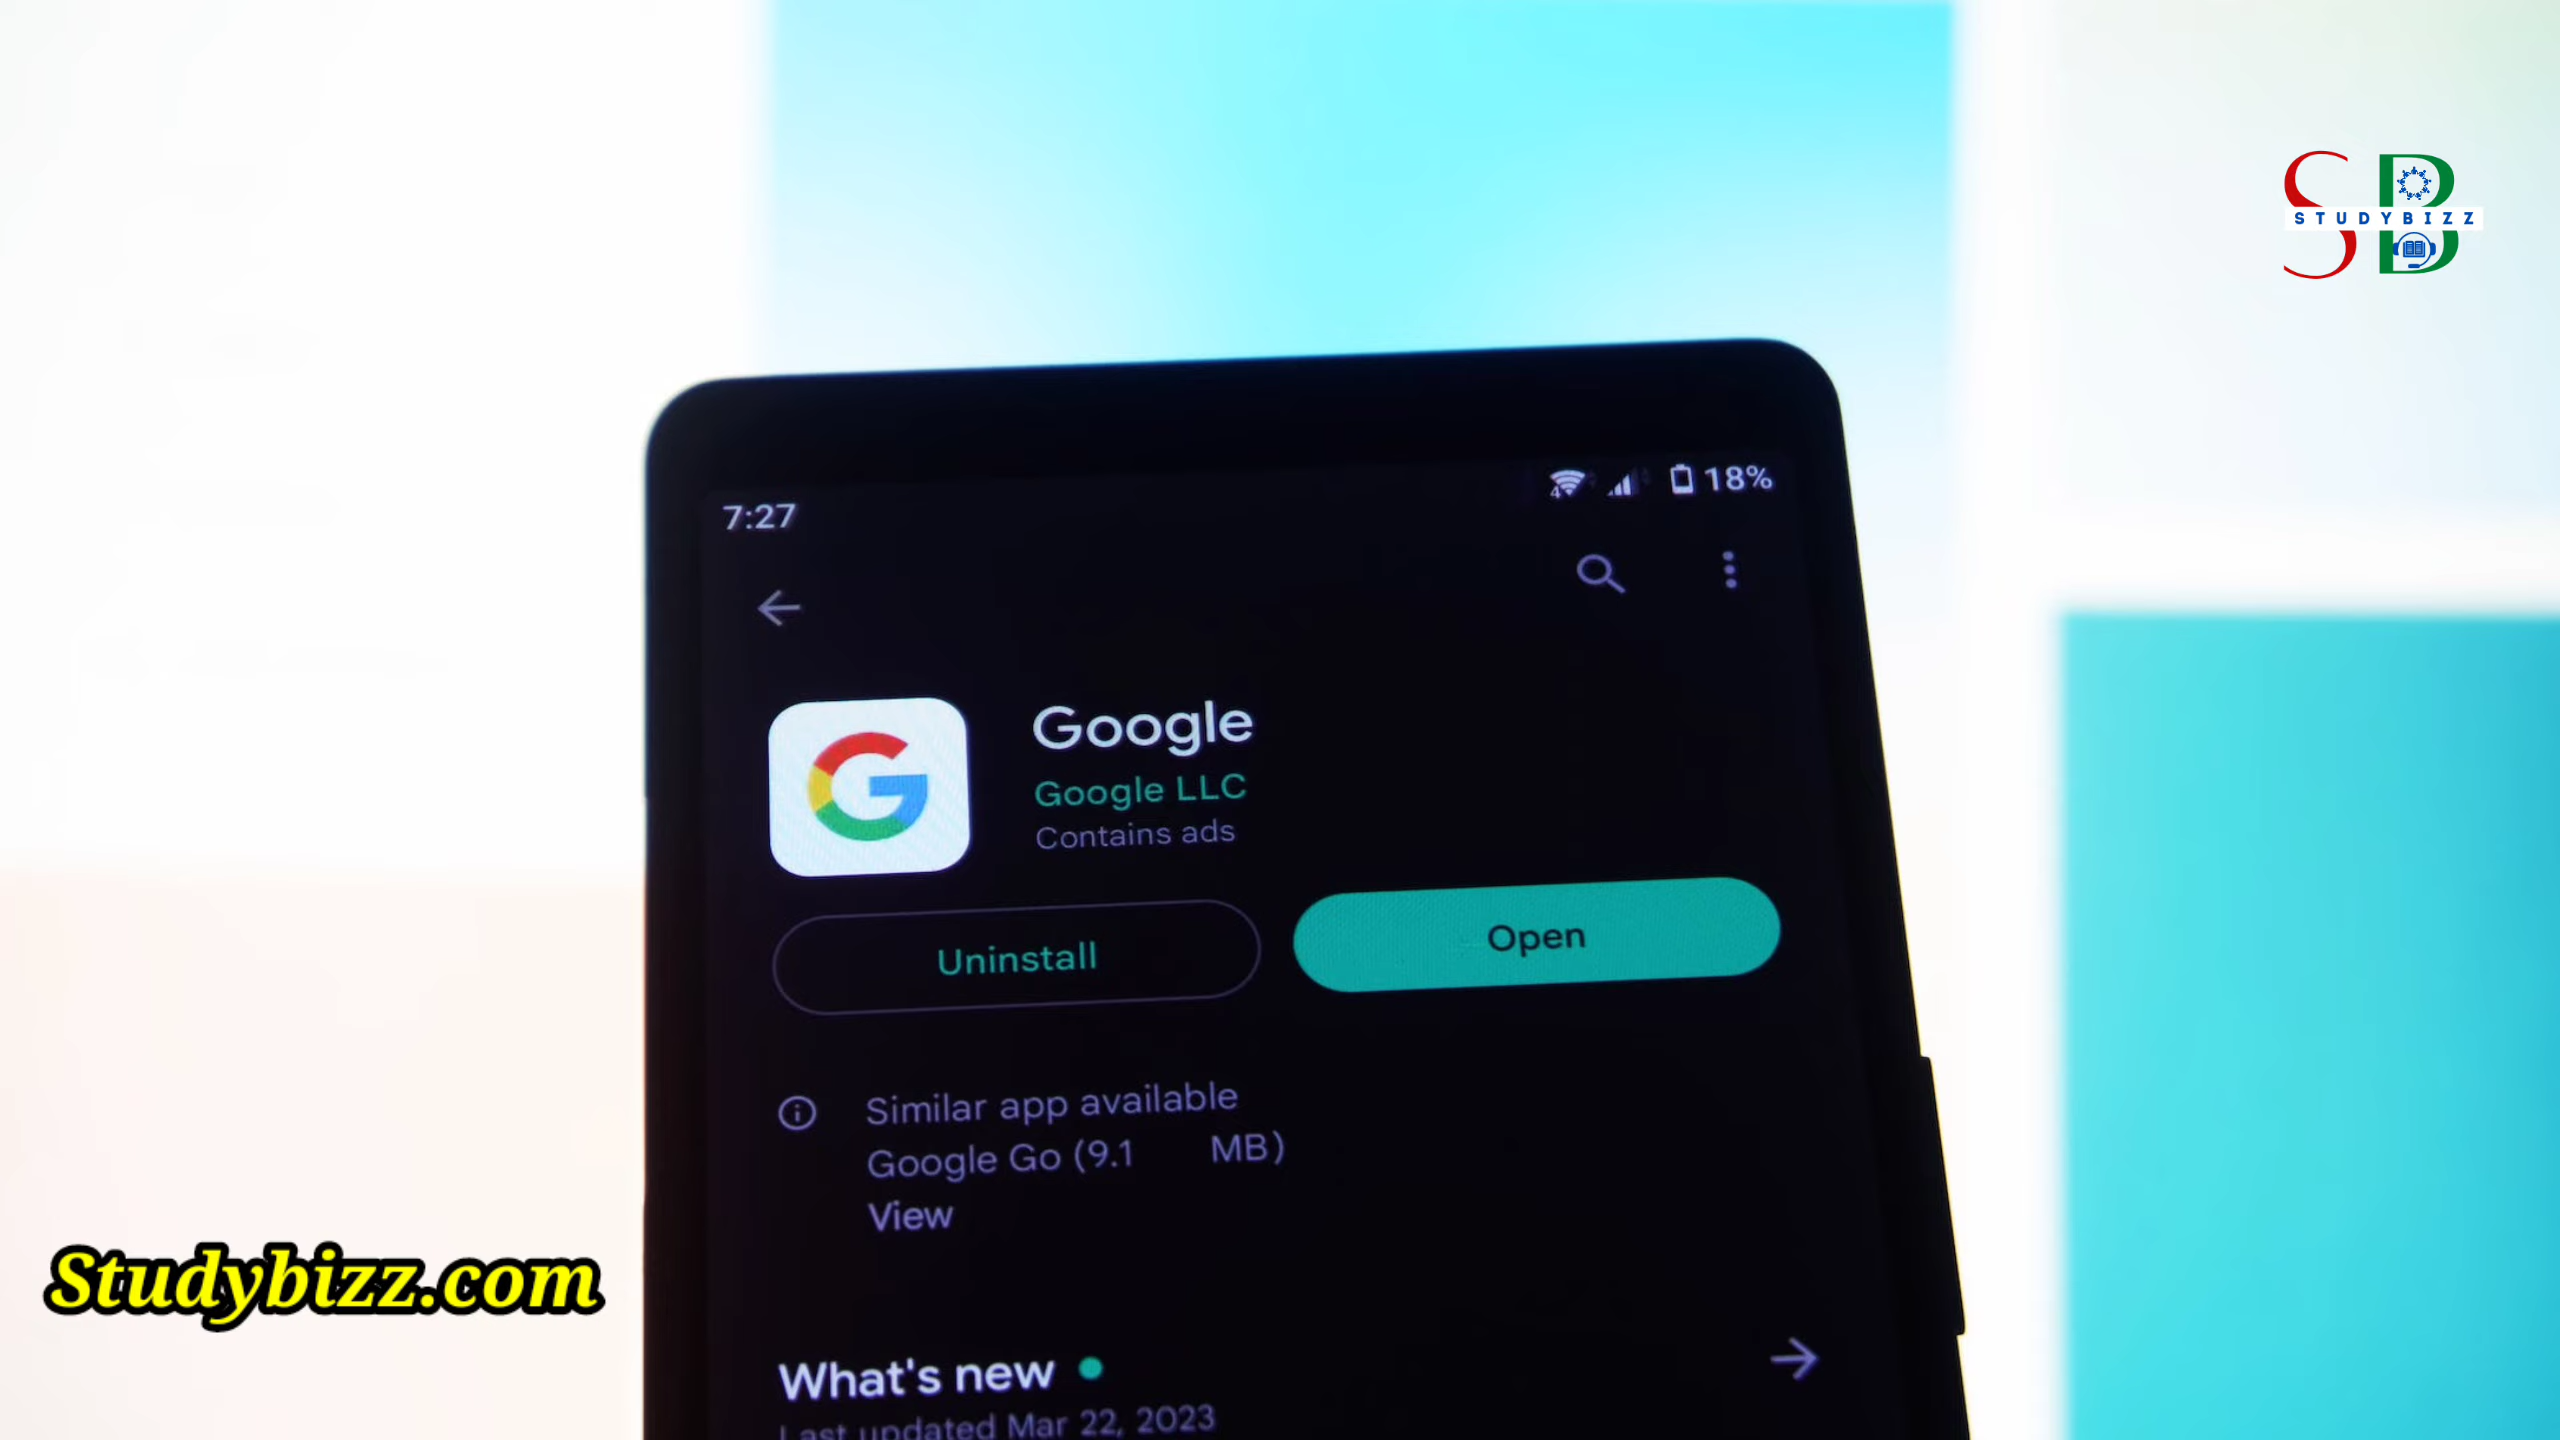 STUDYBIZZ
7:27
4
18%
Google
Google LLC
Contains ads
Uninstall
Open
Similar app available
Google Go (9.1 MB)
View
What's new
Last updated Mar 22, 2023
Studybizz.com